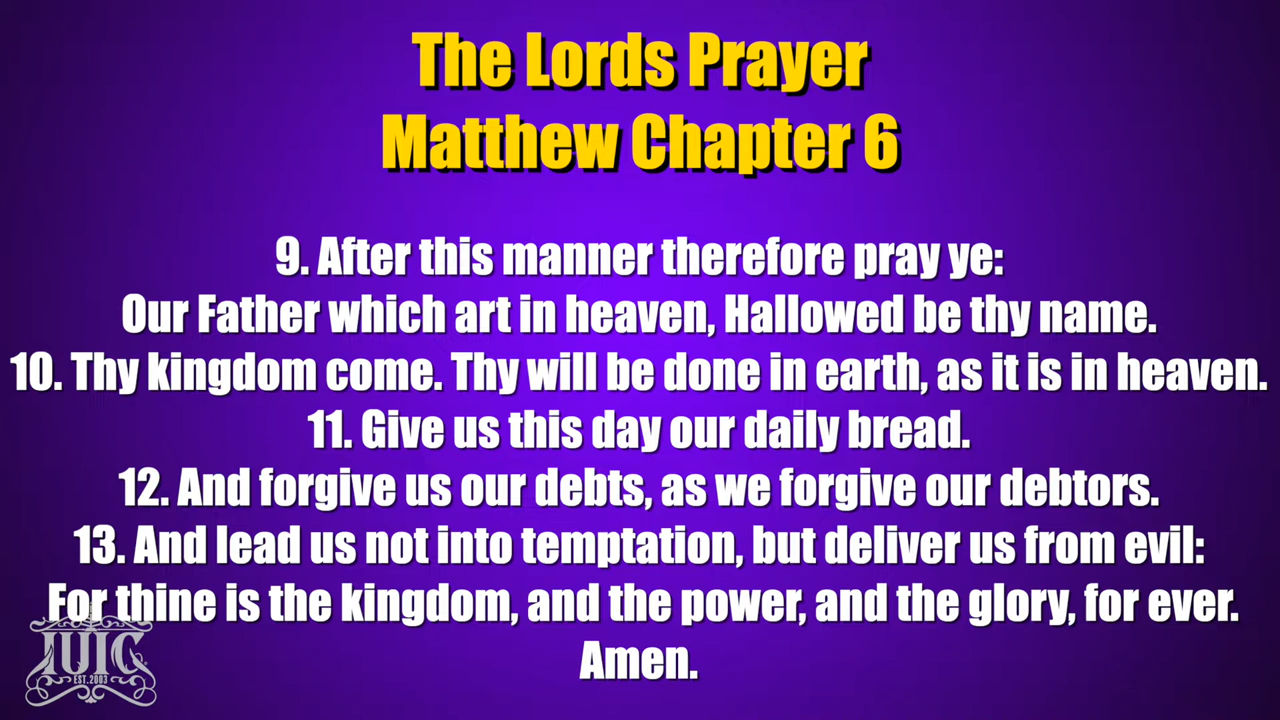 The Lords Prayer
Matthew Chapter 6
9. After this manner therefore pray ye:
Our Father which art in heaven, Hallowed be thy name.
10. Thy kingdom come. Thy will be done in earth, as it is in heaven.
11. Give us this day our daily bread.
12. And forgive us our debts, as we forgive our debtors.
13. And lead us not into temptation, but deliver us from evil:
For thine is the kingdom, and the power, and the glory, for ever.
Amen.
IUIC
EST. 2003